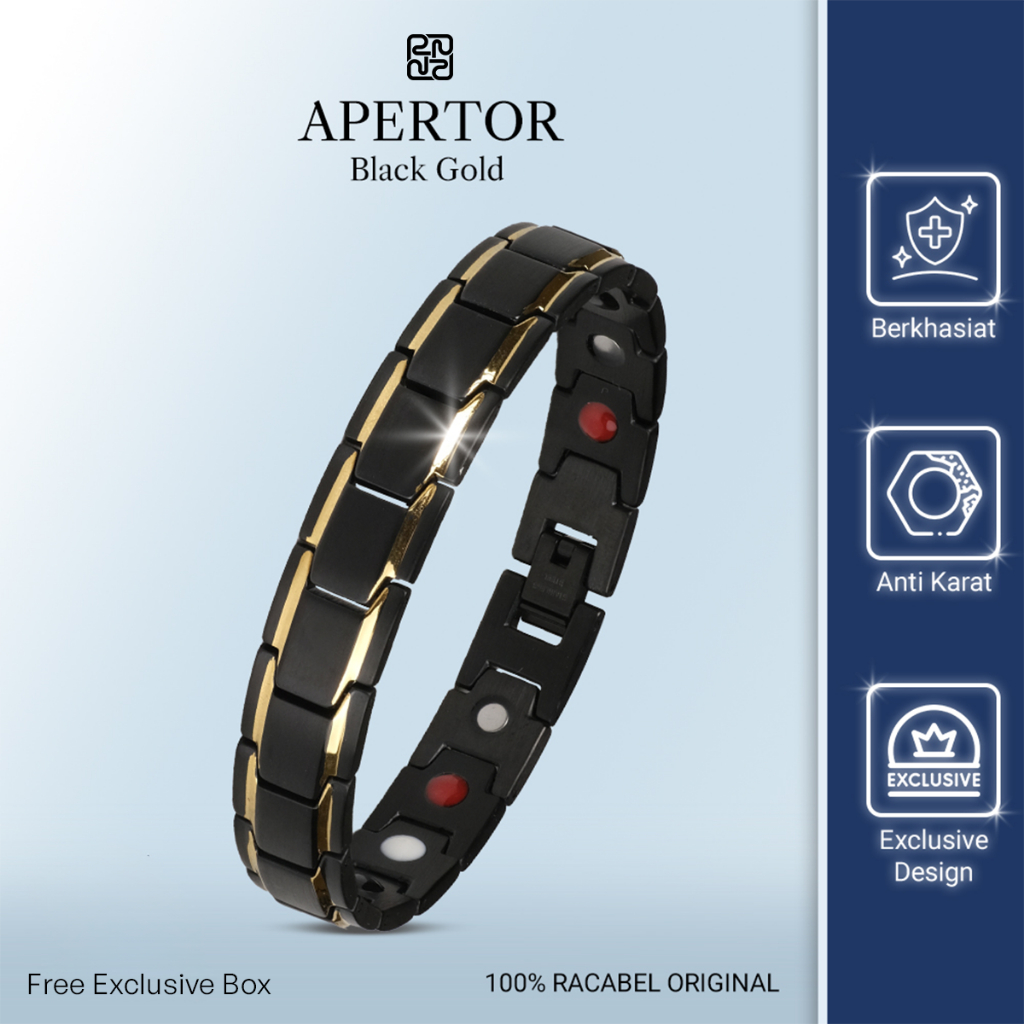 APERTOR
Black Gold
Berkhasiat
Anti Karat
EXCLUSIVE
Exclusive
Design
Free Exclusive Box
100% RACABEL ORIGINAL